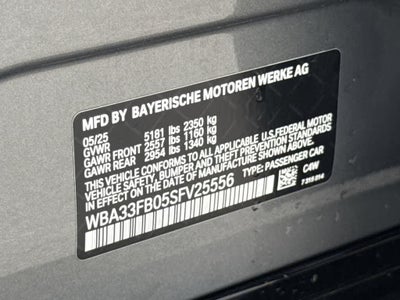 MFD BY BAYERISCHE MOTOREN WERKE AG
05/25
GVWR 5181 lbs 2350 kg
GAWR FRONT 2557 lbs 1160 kg
GAWR REAR 2954 lbs 1340 kg
THIS VEHICLE CONFORMS TO ALL APPLICABLE U.S. FEDERAL MOTOR
VEHICLE SAFETY, BUMPER, AND THEFT PREVENTION STANDARDS
IN EFFECT ON THE DATE OF MANUFACTURE SHOWN ABOVE.
WBA33FB05SFV25556 TYPE: PASSENGER CAR
C4W